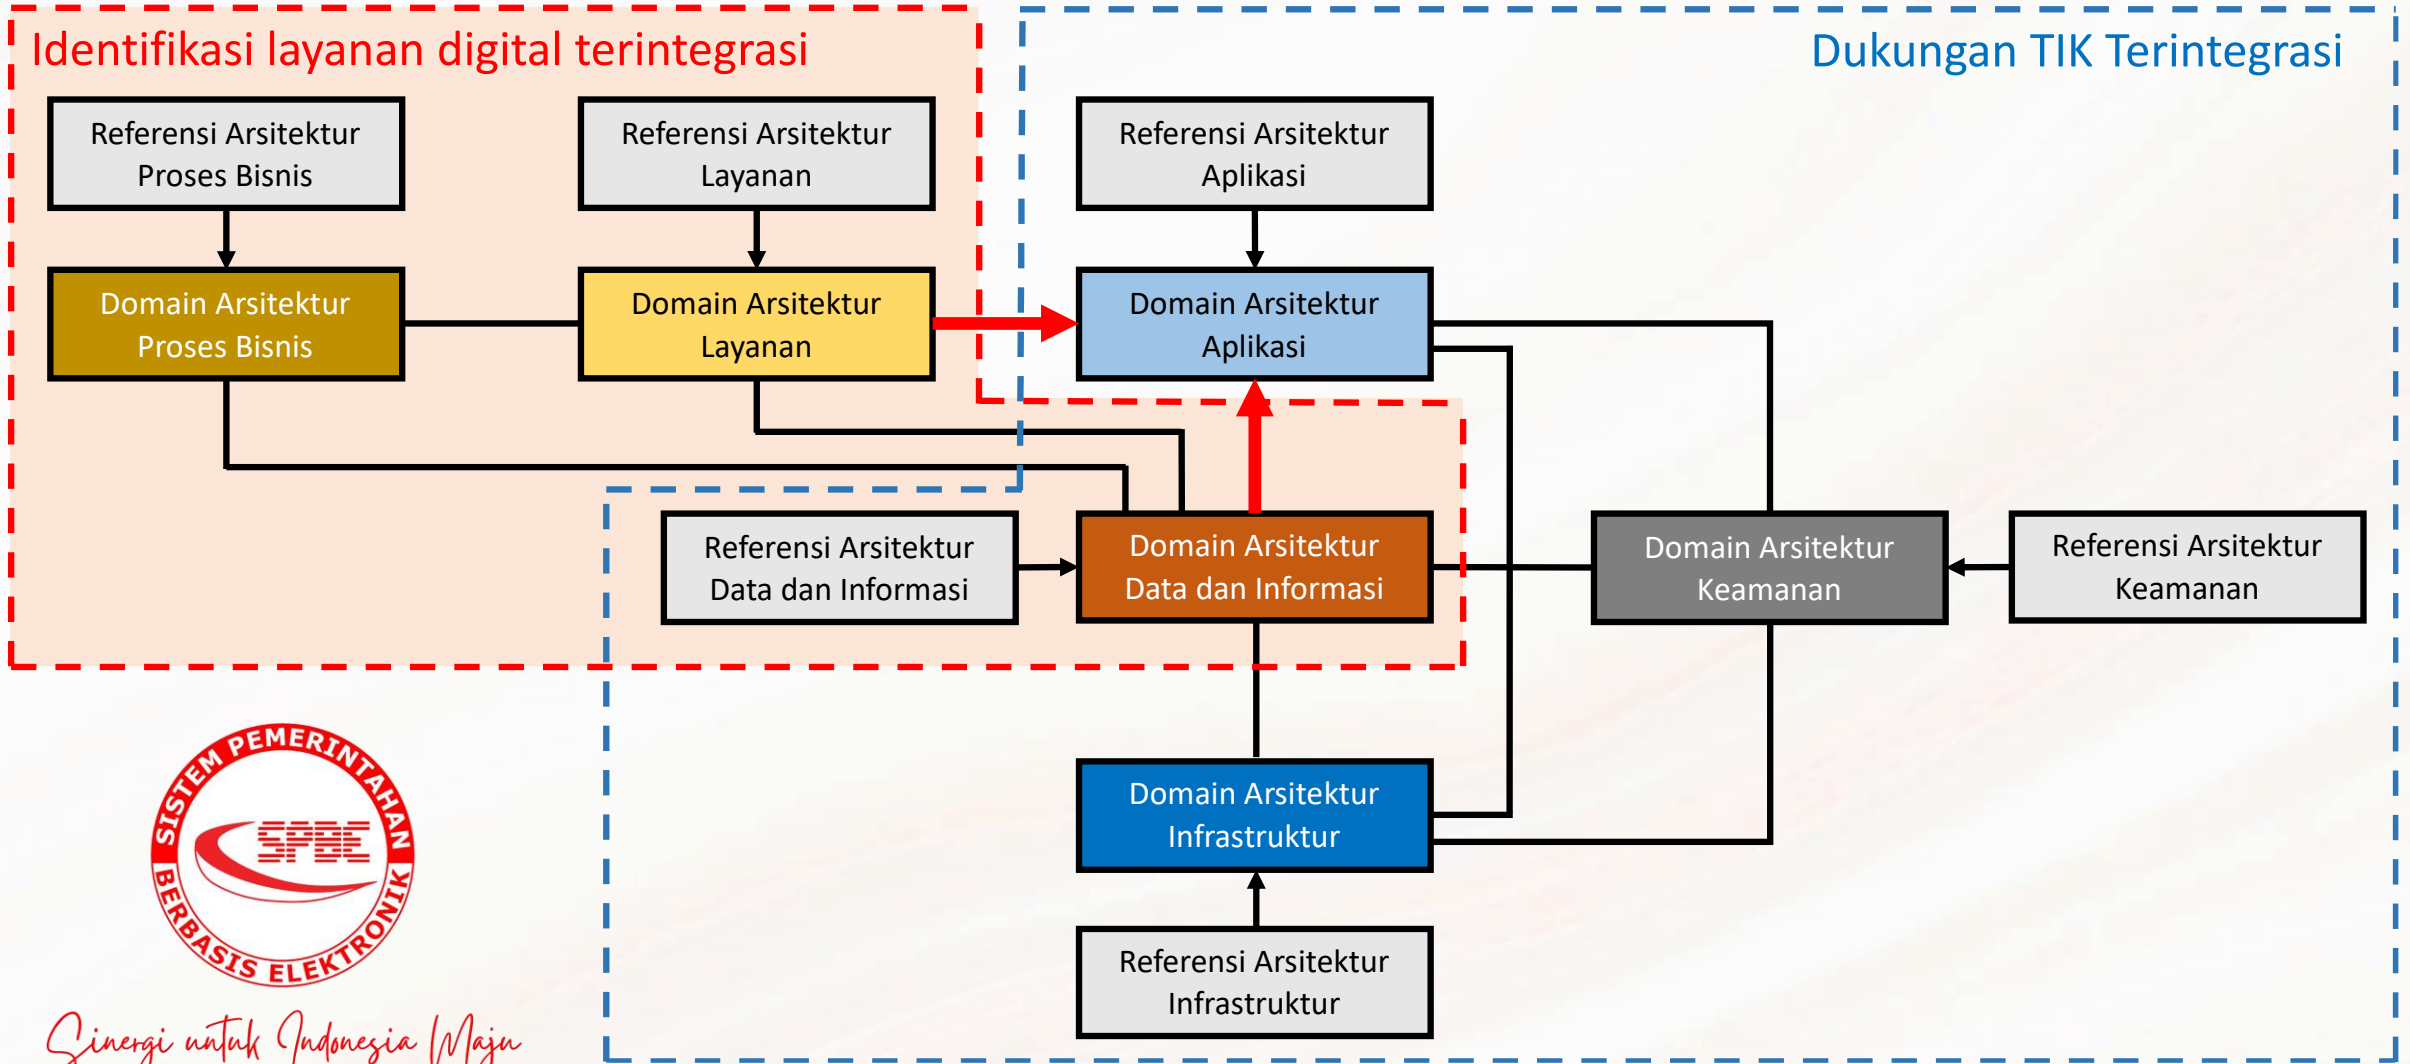 Identifikasi layanan digital terintegrasi
Dukungan TIK Terintegrasi
Referensi Arsitektur
Proses Bisnis
Referensi Arsitektur
Layanan
Referensi Arsitektur
Aplikasi
Domain Arsitektur
Proses Bisnis
Domain Arsitektur
Layanan
Domain Arsitektur
Aplikasi
Referensi Arsitektur
Data dan Informasi
Domain Arsitektur
Data dan Informasi
Domain Arsitektur
Keamanan
Referensi Arsitektur
Keamanan
Domain Arsitektur
Infrastruktur
Referensi Arsitektur
Infrastruktur
SISTEM PEMERINTAHAN
SPBE
BERBASIS ELEKTRONIK
Sinergi untuk Indonesia Maju